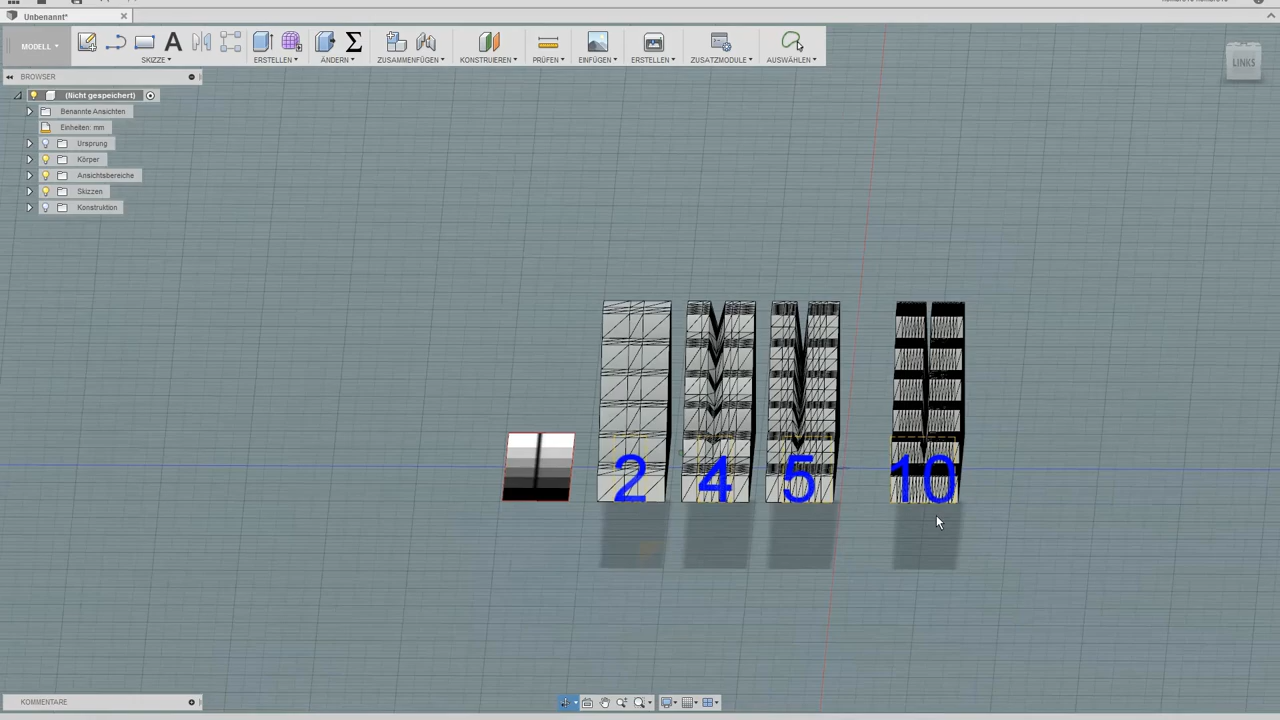 Unbenannt*
MODELL
SKIZZE
ERSTELLEN
ÄNDERN
ZUSAMMENFÜGEN
KONSTRUIEREN
PRÜFEN
EINFÜGEN
ERSTELLEN
ZUSATZMODULE
AUSWÄHLEN
LINKS
BROWSER
(Nicht gespeichert)
Benannte Ansichten
Einheiten: mm
Ursprung
Körper
Ansichtsbereiche
Skizzen
Konstruktion
2 4 5 10
KOMMENTARE